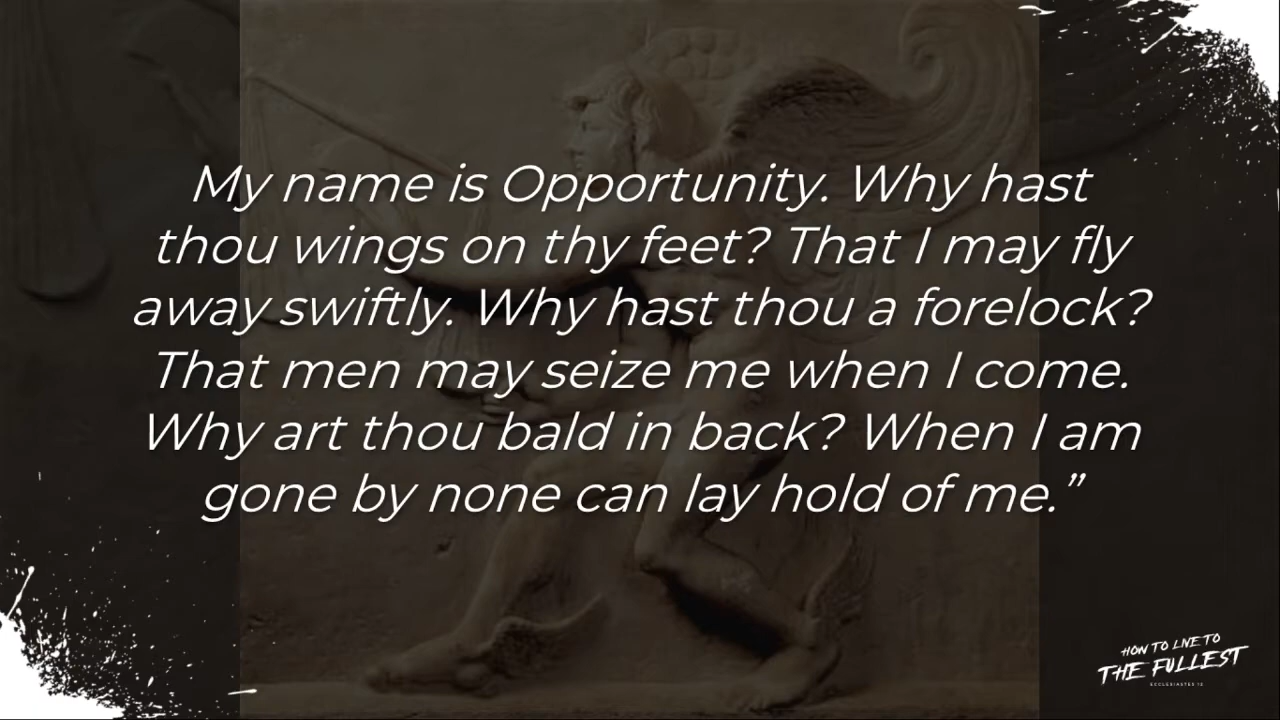 My name is Opportunity. Why hast
thou wings on thy feet? That I may fly
away swiftly. Why hast thou a forelock?
That men may seize me when I come.
Why art thou bald in back? When I am
gone by none can lay hold of me.”
HOW TO LIVE TO
THE FULLEST
ECCLESIASTES 12